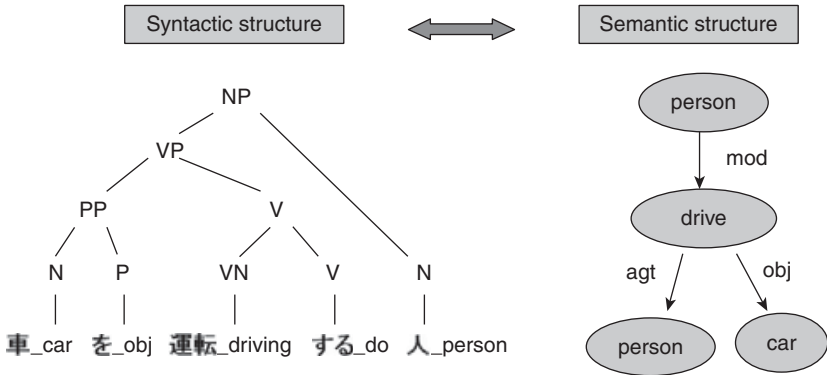 Syntactic structure
Semantic structure
NP
person
VP
mod
PP
V
drive
N
P
VN
V
N
agt
obj
車_car
を_obj
運転_driving
する_do
人_person
person
car